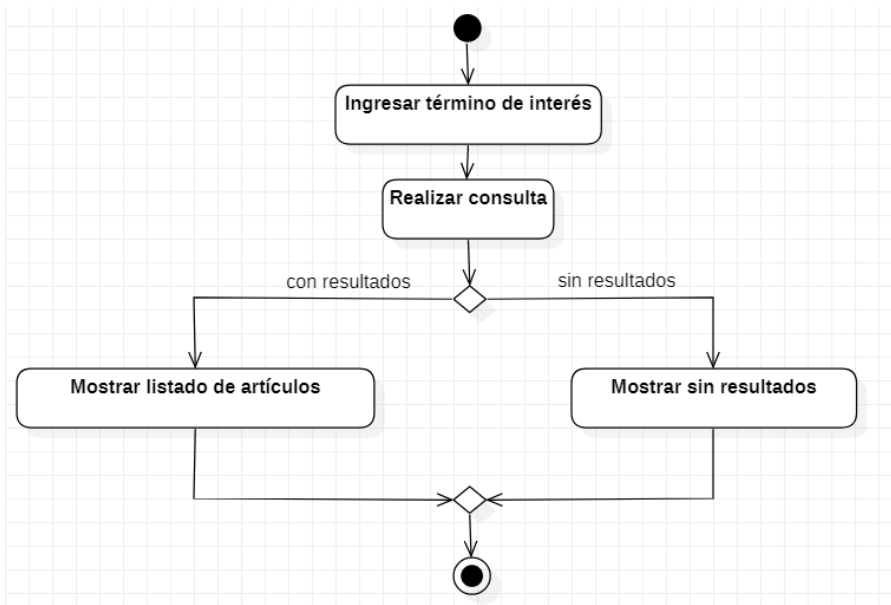 Ingresar término de interés
Realizar consulta
con resultados
sin resultados
Mostrar listado de artículos
Mostrar sin resultados